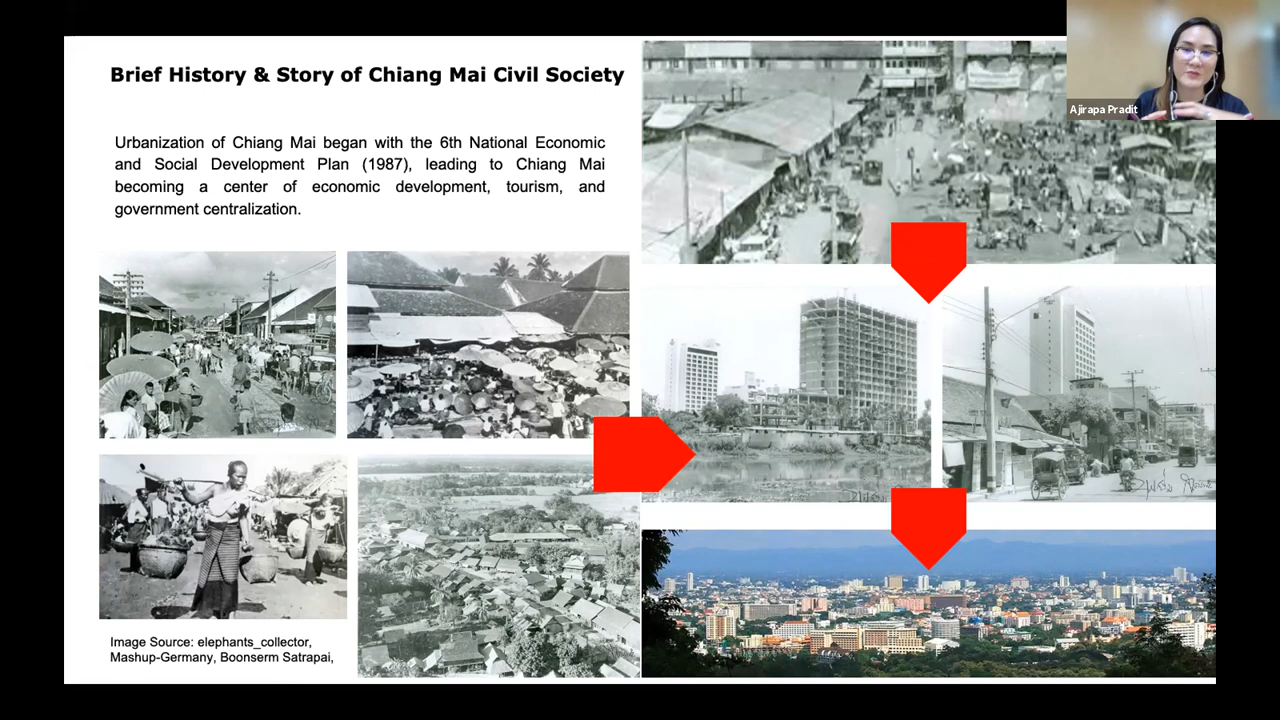 Brief History & Story of Chiang Mai Civil Society
Ajirapa Pradit
Urbanization of Chiang Mai began with the 6th National Economic
and Social Development Plan (1987), leading to Chiang Mai
becoming a center of economic development, tourism, and
government centralization.
Image Source: elephants_collector,
Mashup-Germany, Boonserm Satrapai,